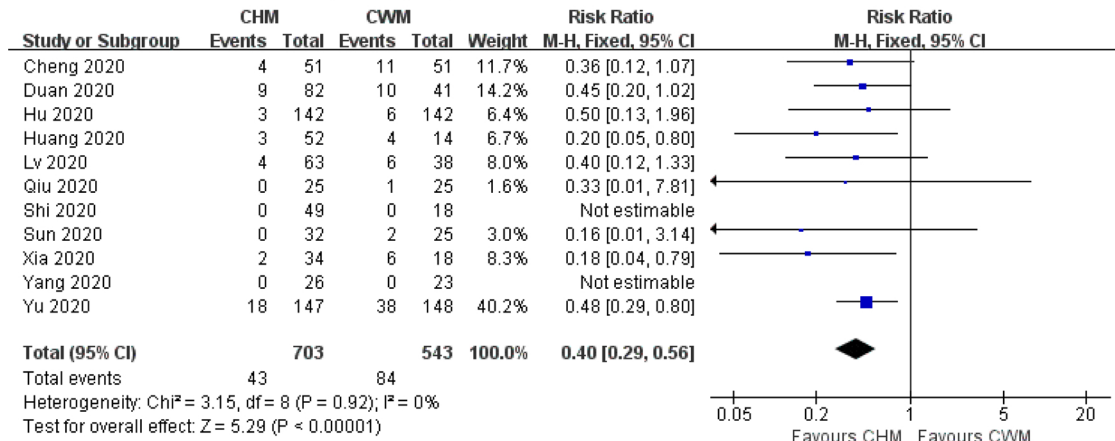 CHM CWM Risk Ratio Risk Ratio
Study or Subgroup Events Total Events Total Weight M-H, Fixed, 95% CI M-H, Fixed, 95% CI
Cheng 2020 4 51 11 51 11.7% 0.36 [0.12, 1.07]
Duan 2020 9 82 10 41 14.2% 0.45 [0.20, 1.02]
Hu 2020 3 142 6 142 6.4% 0.50 [0.13, 1.96]
Huang 2020 3 52 4 14 6.7% 0.20 [0.05, 0.80]
Lv 2020 4 63 6 38 8.0% 0.40 [0.12, 1.33]
Qiu 2020 0 25 1 25 1.6% 0.33 [0.01, 7.81]
Shi 2020 0 49 0 18 Not estimable
Sun 2020 0 32 2 25 3.0% 0.16 [0.01, 3.14]
Xia 2020 2 34 6 18 8.3% 0.18 [0.04, 0.79]
Yang 2020 0 26 0 23 Not estimable
Yu 2020 18 147 38 148 40.2% 0.48 [0.29, 0.80]
Total (95% CI) 703 543 100.0% 0.40 [0.29, 0.56]
Total events 43 84
Heterogeneity: Chi² = 3.15, df = 8 (P = 0.92); I² = 0%
Test for overall effect: Z = 5.29 (P < 0.00001)
0.05 0.2 1 5 20
Favours CHM Favours CWM